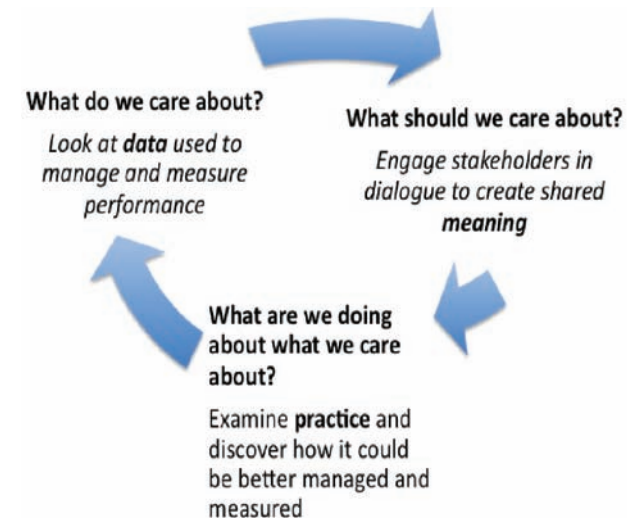 What do we care about?
Look at data used to
manage and measure
performance
What should we care about?
Engage stakeholders in
dialogue to create shared
meaning
What are we doing
about what we care
about?
Examine practice and
discover how it could
be better managed and
measured